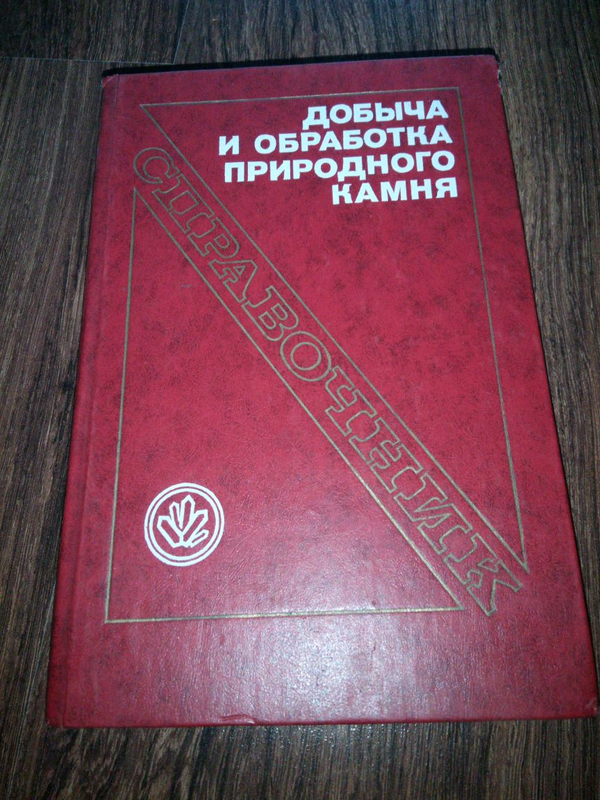 ДОБЫЧА
И ОБРАБОТКА
ПРИРОДНОГО
КАМНЯ
СПРАВОЧНИК